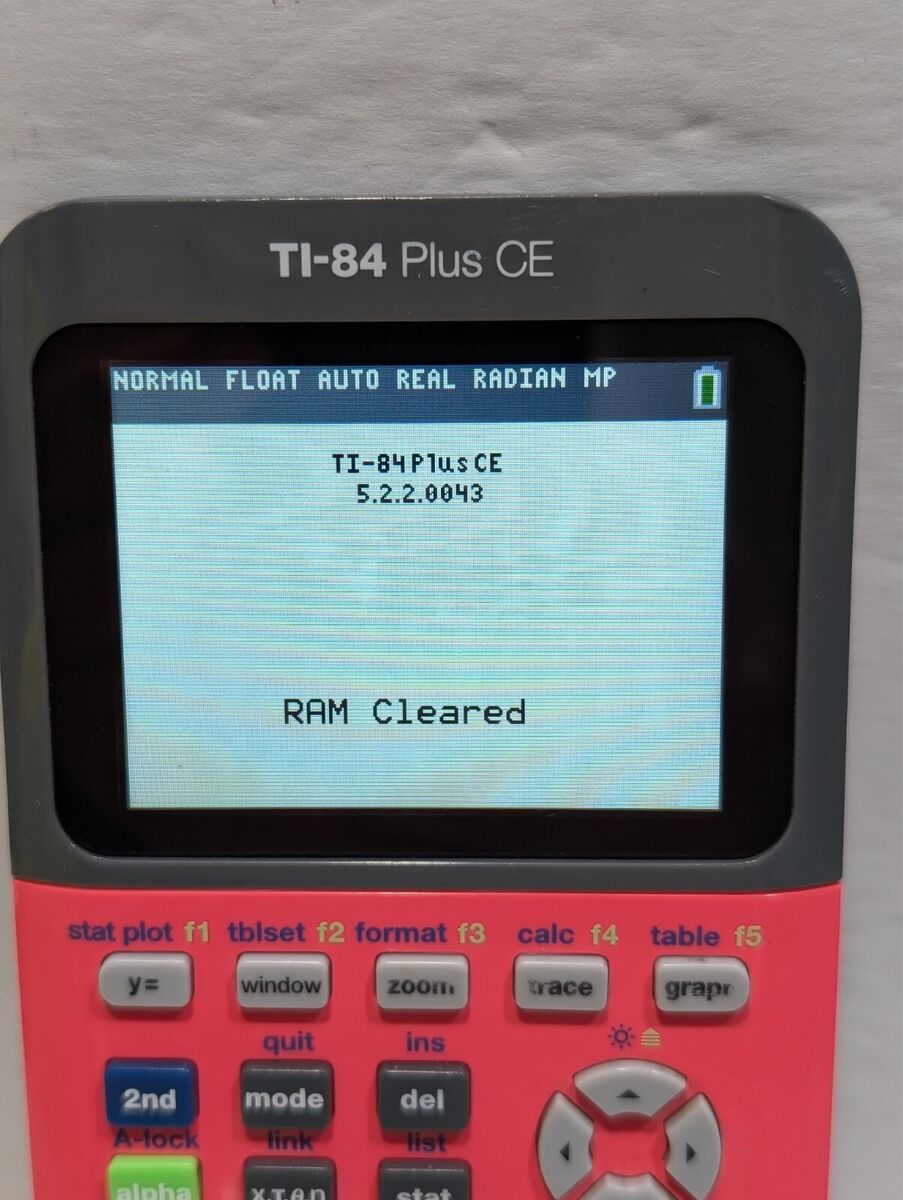 TI-84 Plus CE
NORMAL FLOAT AUTO REAL RADIAN MP
TI-84PlusCE
5.2.2.0043
RAM Cleared
stat plot f1 tblset f2 format f3 calc f4 table f5
y= window zoom trace graph
quit ins
2nd mode del
A-lock link list
alpha X,T,θ,n stat